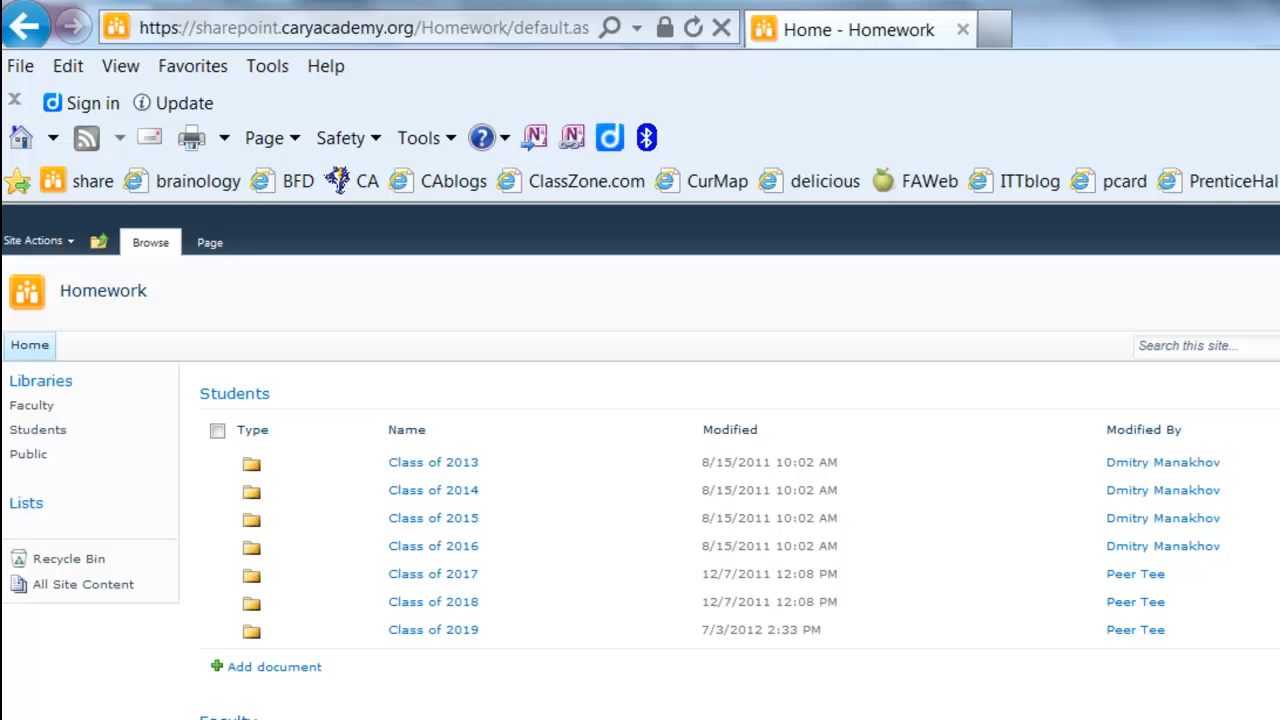 https://sharepoint.caryacademy.org/Homework/default.as
Home - Homework
File Edit View Favorites Tools Help
Sign in Update
Page Safety Tools
share brainology BFD CA CAblogs ClassZone.com CurMap delicious FAWeb ITTblog pcard PrenticeHal
Site Actions Browse Page
Homework
Home
Search this site...
Libraries
Faculty
Students
Public
Lists
Recycle Bin
All Site Content
Students
Type Name Modified Modified By
Class of 2013 8/15/2011 10:02 AM Dmitry Manakhov
Class of 2014 8/15/2011 10:02 AM Dmitry Manakhov
Class of 2015 8/15/2011 10:02 AM Dmitry Manakhov
Class of 2016 8/15/2011 10:02 AM Dmitry Manakhov
Class of 2017 12/7/2011 12:08 PM Peer Tee
Class of 2018 12/7/2011 12:08 PM Peer Tee
Class of 2019 7/3/2012 2:33 PM Peer Tee
Add document